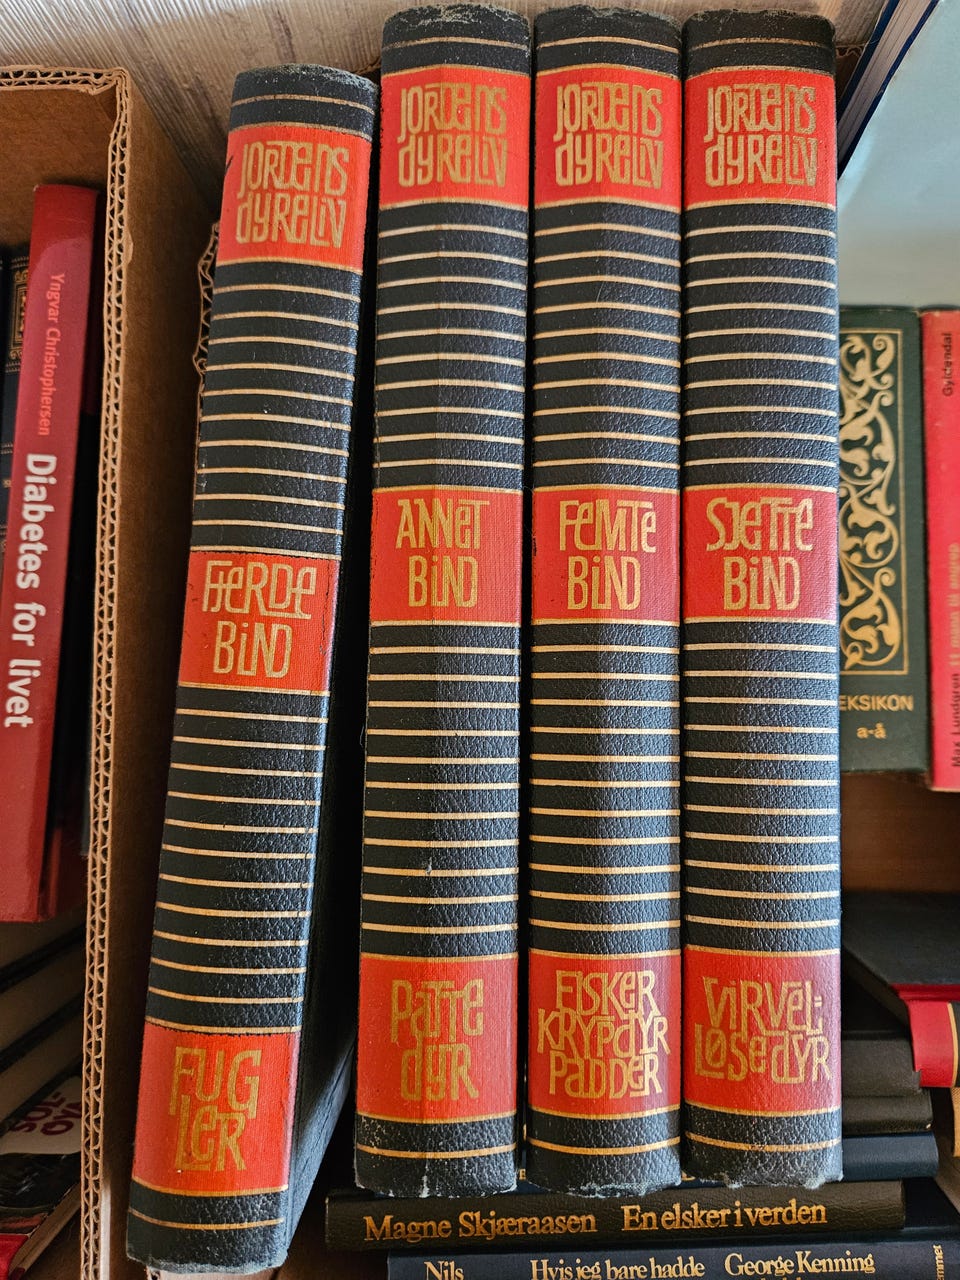 Yngvar Christophersen
Diabetes for livet
JORDENS
DYRELIV
FJERDE
BIND
FUG
LER
JORDENS
DYRELIV
ANNET
BIND
PATTE
DYR
JORDENS
DYRELIV
FEMTE
BIND
FISKER
KRYPDYR
PADDER
JORDENS
DYRELIV
SJETTE
BIND
VIRVEL-
LØSE DYR
EKSIKON
a-å
Gyldendal
Max Lundgren
Magne Skjæraasen En elsker i verden
Nils Hvis jeg bare hadde George Kenning